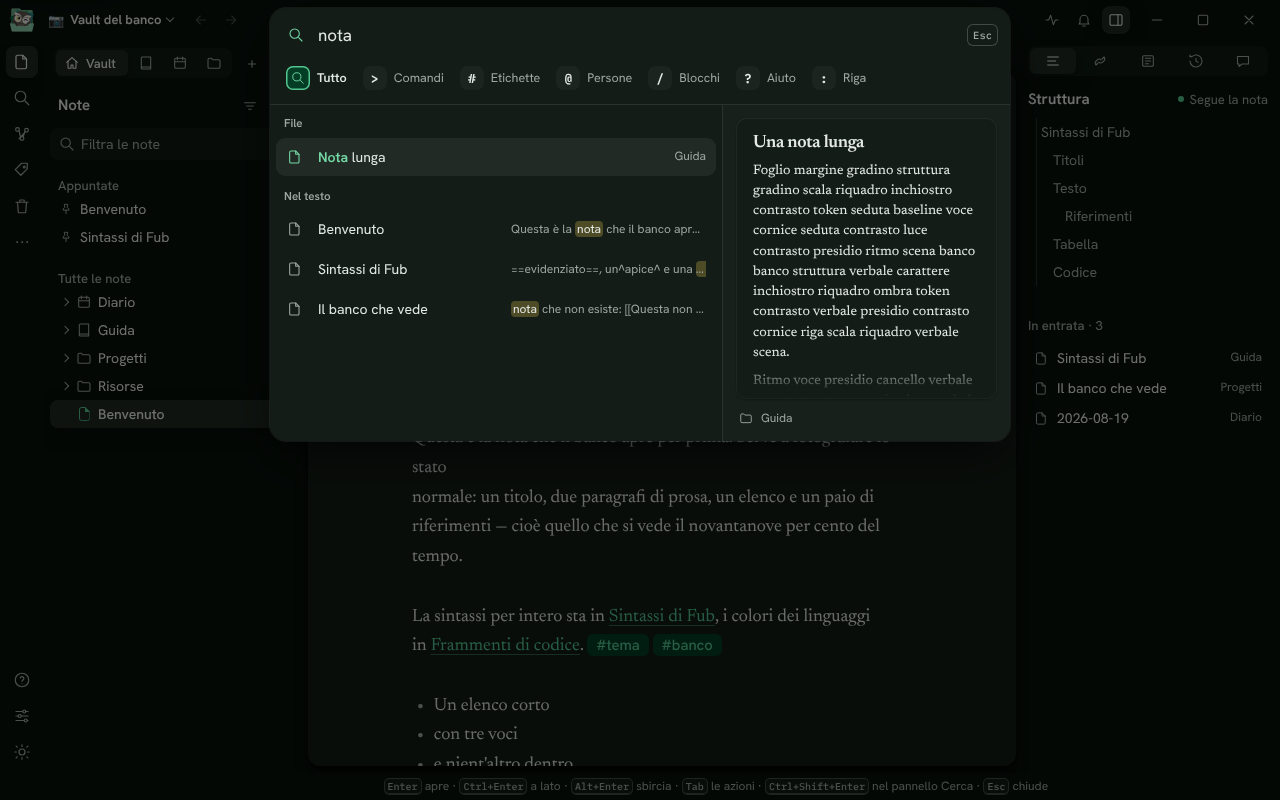 Vault del banco
nota
Esc
Tutto
> Comandi
# Etichette
@ Persone
/ Blocchi
? Aiuto
: Riga
Vault
Note
Filtra le note
Appuntate
Benvenuto
Sintassi di Fub
Tutte le note
Diario
Guida
Progetti
Risorse
Benvenuto
File
Nota lunga
Guida
Nel testo
Benvenuto
Questa è la nota che il banco apr...
Sintassi di Fub
==evidenziato==, un^apice^ e una ...
Il banco che vede
nota che non esiste: [[Questa non ...
Una nota lunga
Foglio margine gradino struttura
gradino scala riquadro inchiostro
contrasto token seduta baseline voce
cornice seduta contrasto luce
contrasto presidio ritmo scena banco
banco struttura verbale carattere
inchiostro riquadro ombra token
contrasto verbale presidio contrasto
cornice riga scala riquadro verbale
scena.
Ritmo voce presidio cancello verbale
Guida
Struttura
Segue la nota
Sintassi di Fub
Titoli
Testo
Riferimenti
Tabella
Codice
In entrata · 3
Sintassi di Fub
Guida
Il banco che vede
Progetti
2026-08-19
Diario
stato
normale: un titolo, due paragrafi di prosa, un elenco e un paio di
riferimenti — cioè quello che si vede il novantanove per cento del
tempo.
La sintassi per intero sta in Sintassi di Fub, i colori dei linguaggi
in Frammenti di codice. #tema #banco
• Un elenco corto
• con tre voci
• e nient'altro dentro
Enter apre · Ctrl+Enter a lato · Alt+Enter sbircia · Tab le azioni · Ctrl+Shift+Enter nel pannello Cerca · Esc chiude